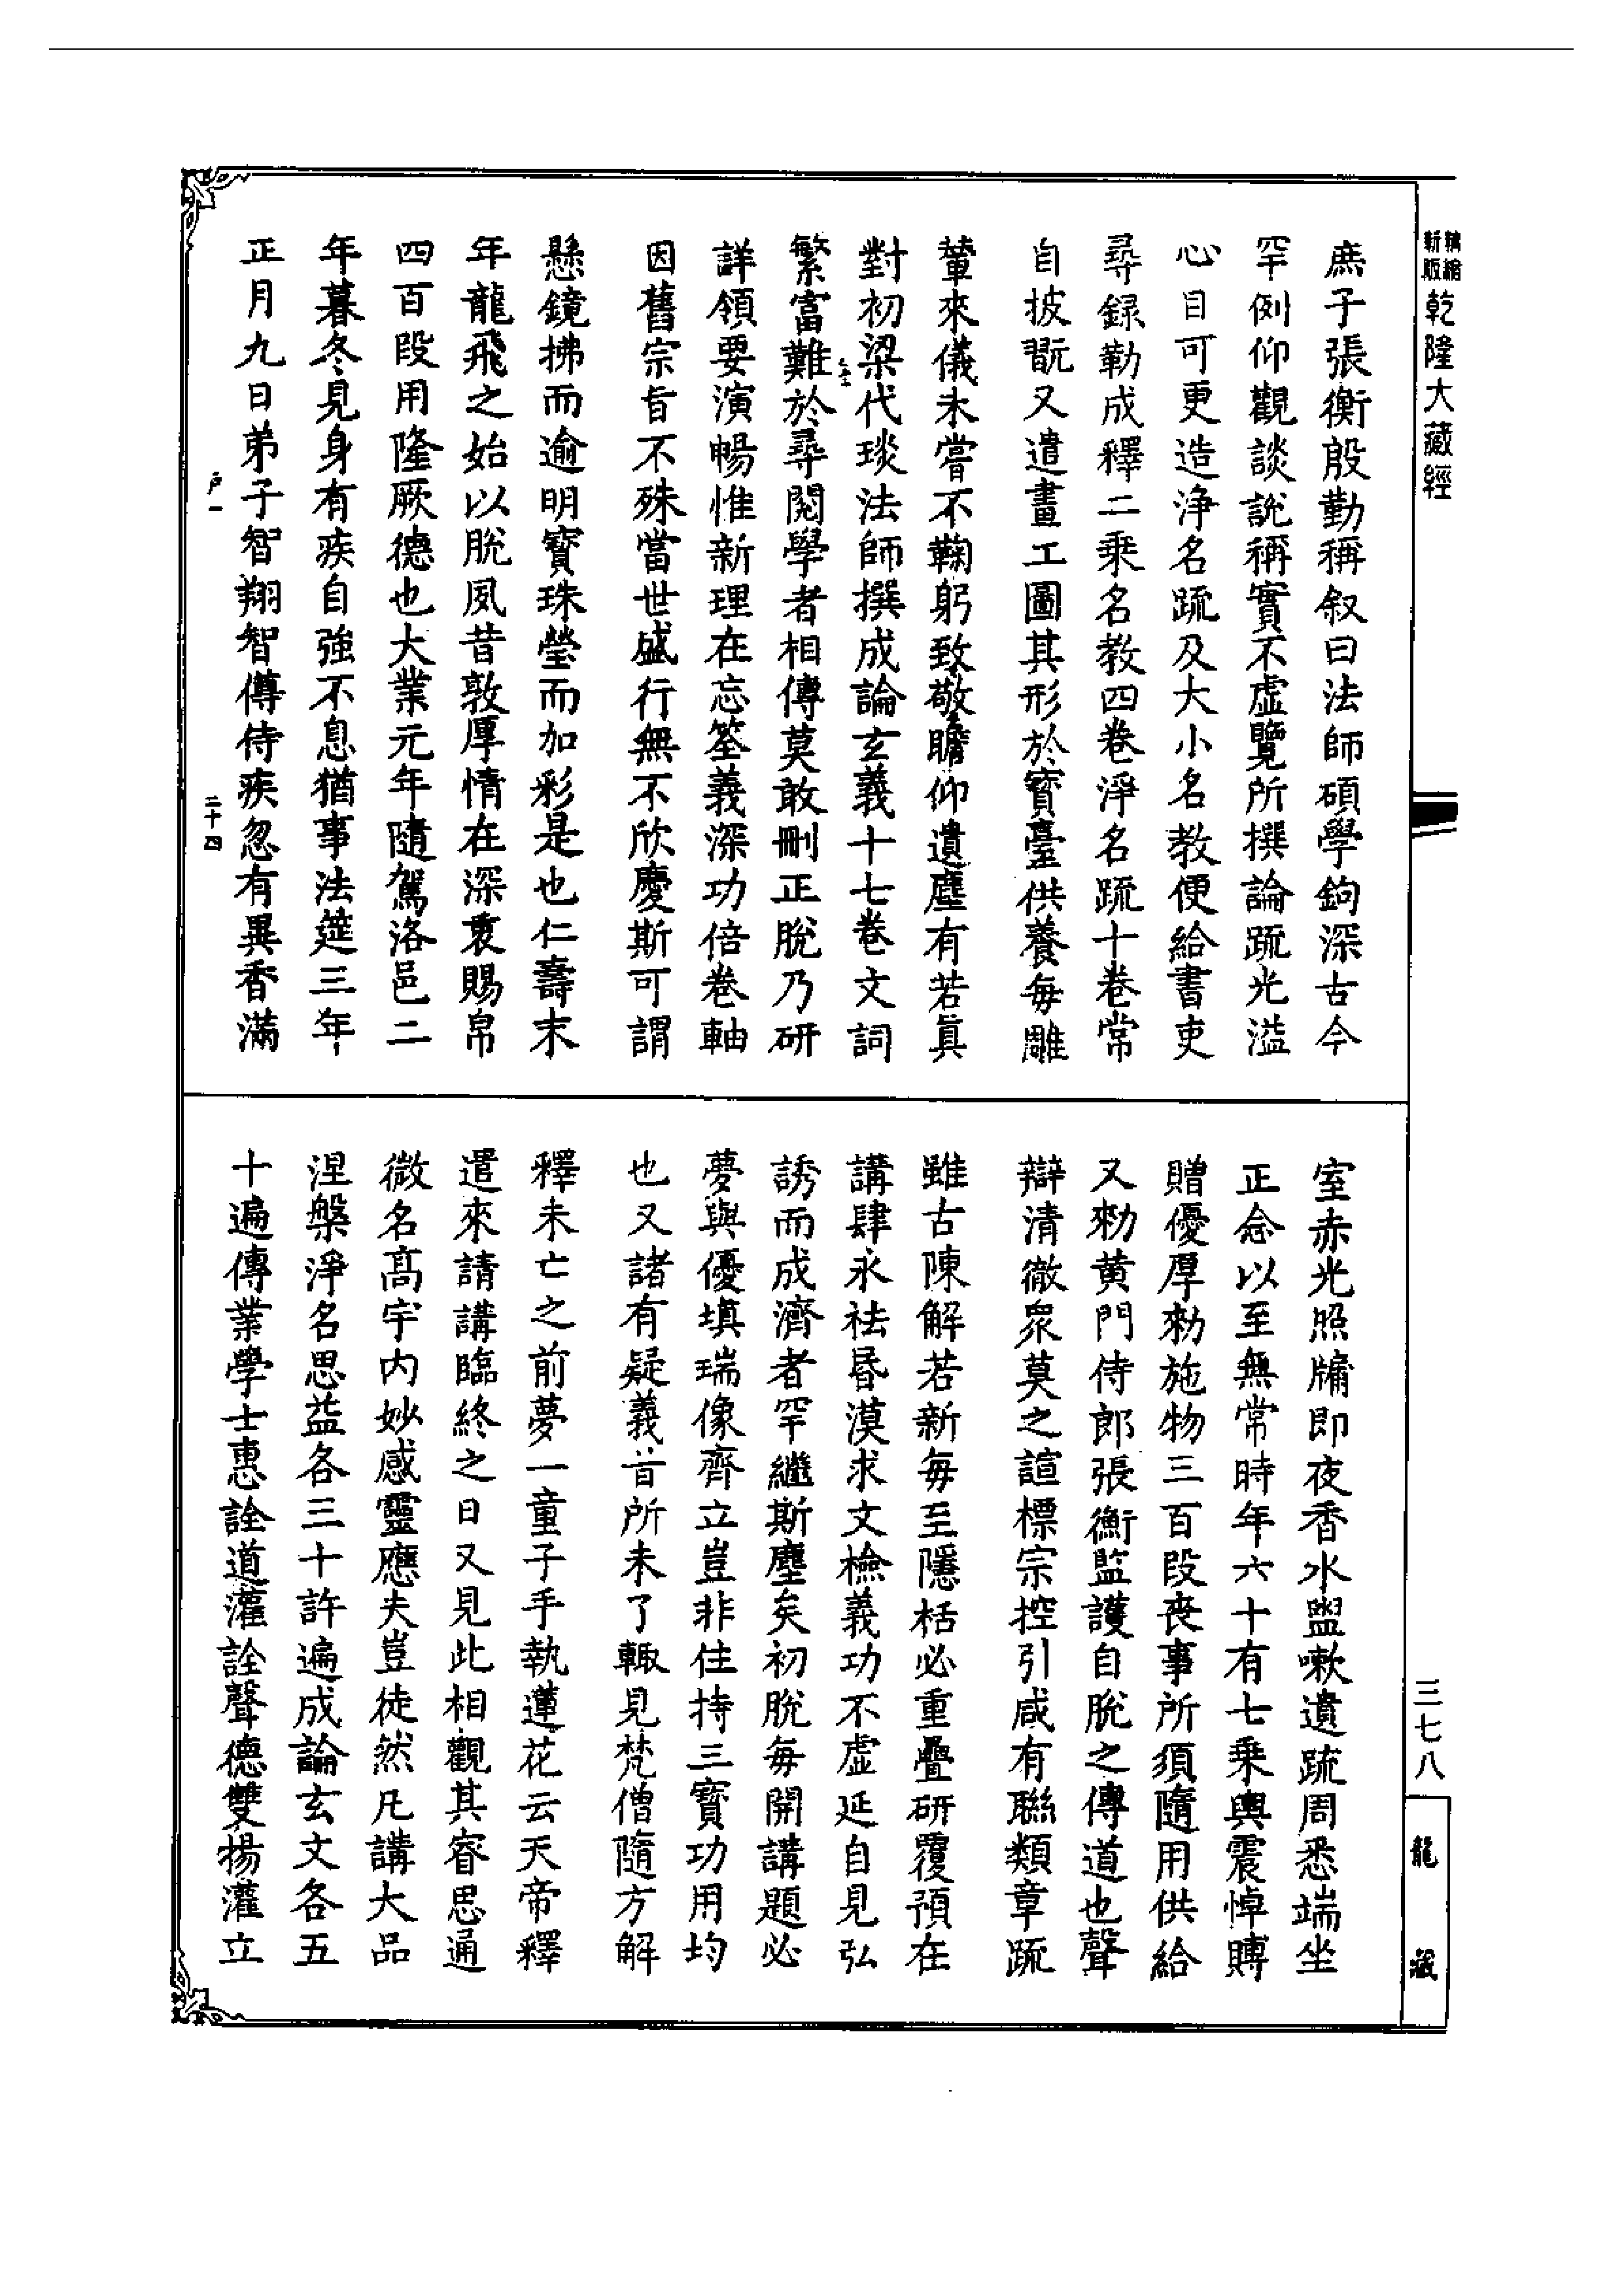 新版精縮乾隆大藏經
庶子張衡殷勤稱叙曰法師碩學鉤深古今
罕例仰觀談說稱實不虛覽所撰論疏光溢
心目可更造浄名疏及大小名教便給書吏
尋録勒成釋二乘名教四卷淨名疏十卷常
自披翫又遣畫工圖其形於寳臺供養每雕
輦來儀未嘗不鞠躬致敬瞻仰遺塵有若眞
對初梁代琰法師撰成論玄義十七卷文詞
繁富難於尋閱學者相傳莫敢刪正脫乃研
詳領要演暢惟新理在忘筌義深功倍卷軸
因舊宗旨不殊當世盛行無不欣慶斯可謂
懸鏡拂而逾明寳珠瑩而加彩是也仁壽末
年龍飛之始以脫夙昔敦厚情在深衷賜帛
四百段用隆厥德也大業元年隨駕洛邑二
年暮冬見身有疾自強不息猶事法筵三年
正月九日弟子智翔智傳侍疾忽有異香滿
户一
二十四
室赤光照牖即夜香水盥嗽遺疏周悉端坐
正念以至無常時年六十有七乘輿震悼賻
贈優厚勑施物三百段喪事所須隨用供給
又勑黄門侍郎張衡監護自脫之傳道也聲
辯清徹衆莫之諠標宗控引咸有聯類章疏
雖古陳解若新每至隱栝必重疊研覆預在
講肆永祛昬漠求文檢義功不虛延自見弘
誘而成濟者罕繼斯塵矣初脫每開講題必
夢與優填瑞像齊立豈非住持三寳功用均
也又諸有疑義昔所未了輙見梵僧隨方解
釋未亡之前夢一童子手執蓮花云天帝釋
遣來請講臨終之日又見此相觀其睿思通
微名髙宇内妙感靈應夫豈徒然凡講大品
涅槃淨名思益各三十許遍成論玄文各五
十遍傳業學士惠詮道灌詮聲德雙揚灌立
三七八
龍藏